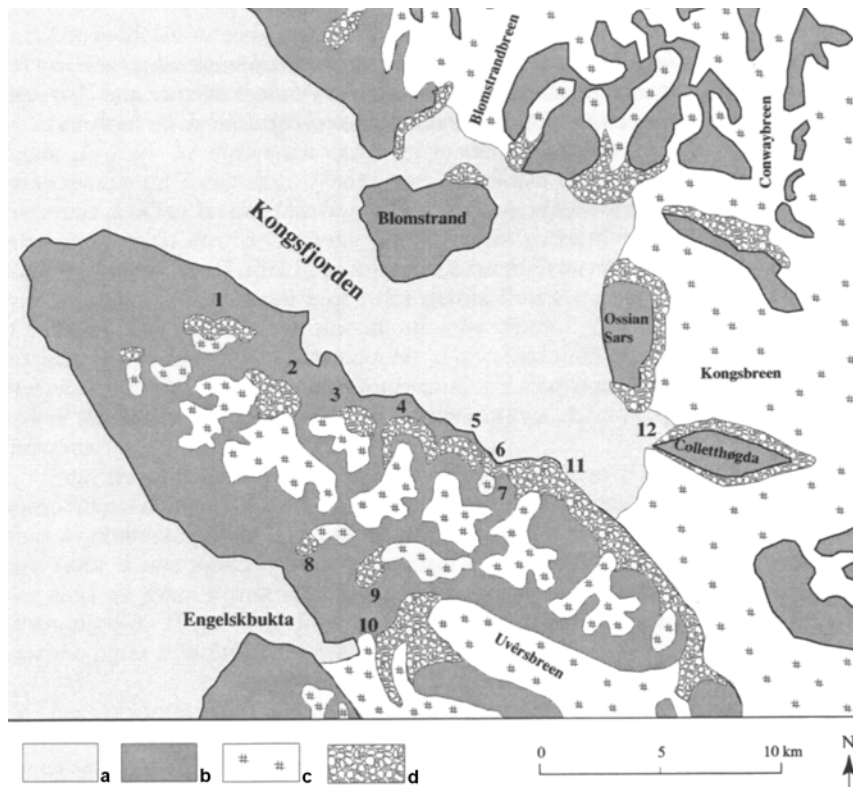 Blomstrandbreen
Conwaybreen
Blomstrand
Kongsfjorden
1
Ossian
Sars
2
Kongsbreen
3
4
5
12
6
Colletthøgda
11
7
8
9
Engelskbukta
10
Uvêrsbreen
a
b
c
d
0
5
10 km
N